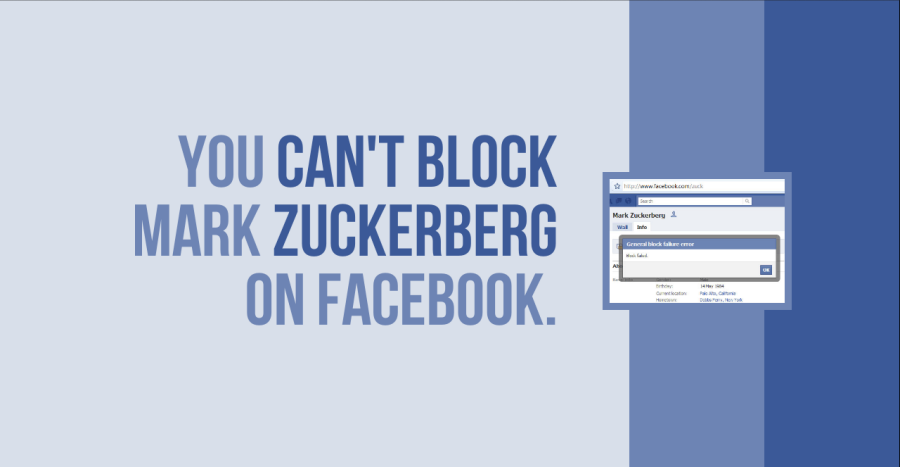 YOU CAN'T BLOCK
MARK ZUCKERBERG
ON FACEBOOK.
http://www.facebook.com/zuck
Search
Mark Zuckerberg
Wall Info
General block failure error
Block failed.
OK
Birthday: 14 May 1984
Current location: Palo Alto, California
Hometown: Dobbs Ferry, New York